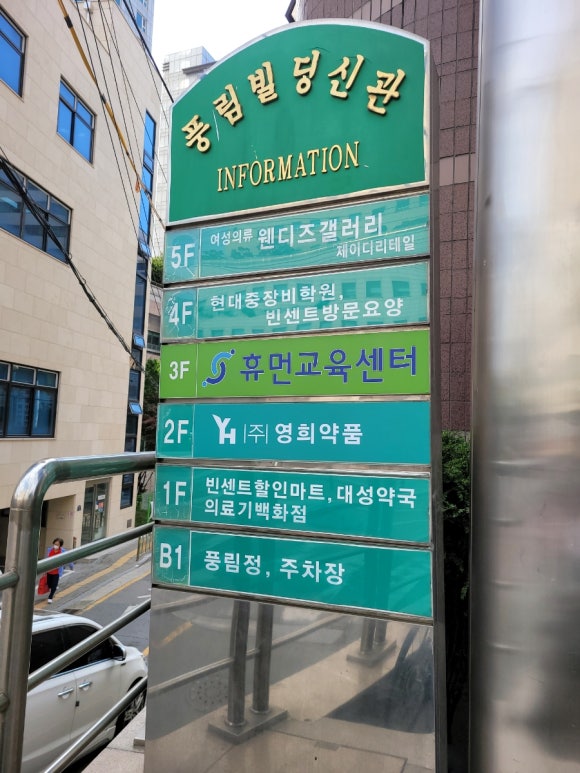 풍림빌딩신관
INFORMATION
5F 여성의류 웬디즈갤러리
제이디리테일
4F 현대중장비학원,
빈센트방문요양
3F 휴먼교육센터
2F YH (주) 영희약품
1F 빈센트할인마트, 대성약국
의료기백화점
B1 풍림정, 주차장